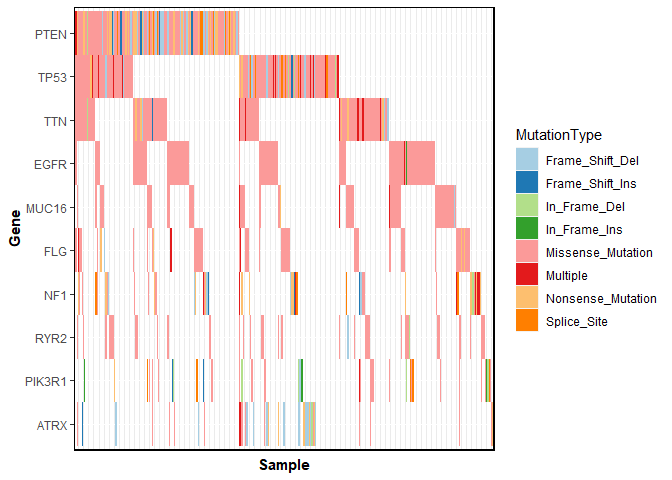 PTEN
TP53
TTN
EGFR
MUC16
FLG
NF1
RYR2
PIK3R1
ATRX
Gene
Sample
MutationType
Frame_Shift_Del
Frame_Shift_Ins
In_Frame_Del
In_Frame_Ins
Missense_Mutation
Multiple
Nonsense_Mutation
Splice_Site